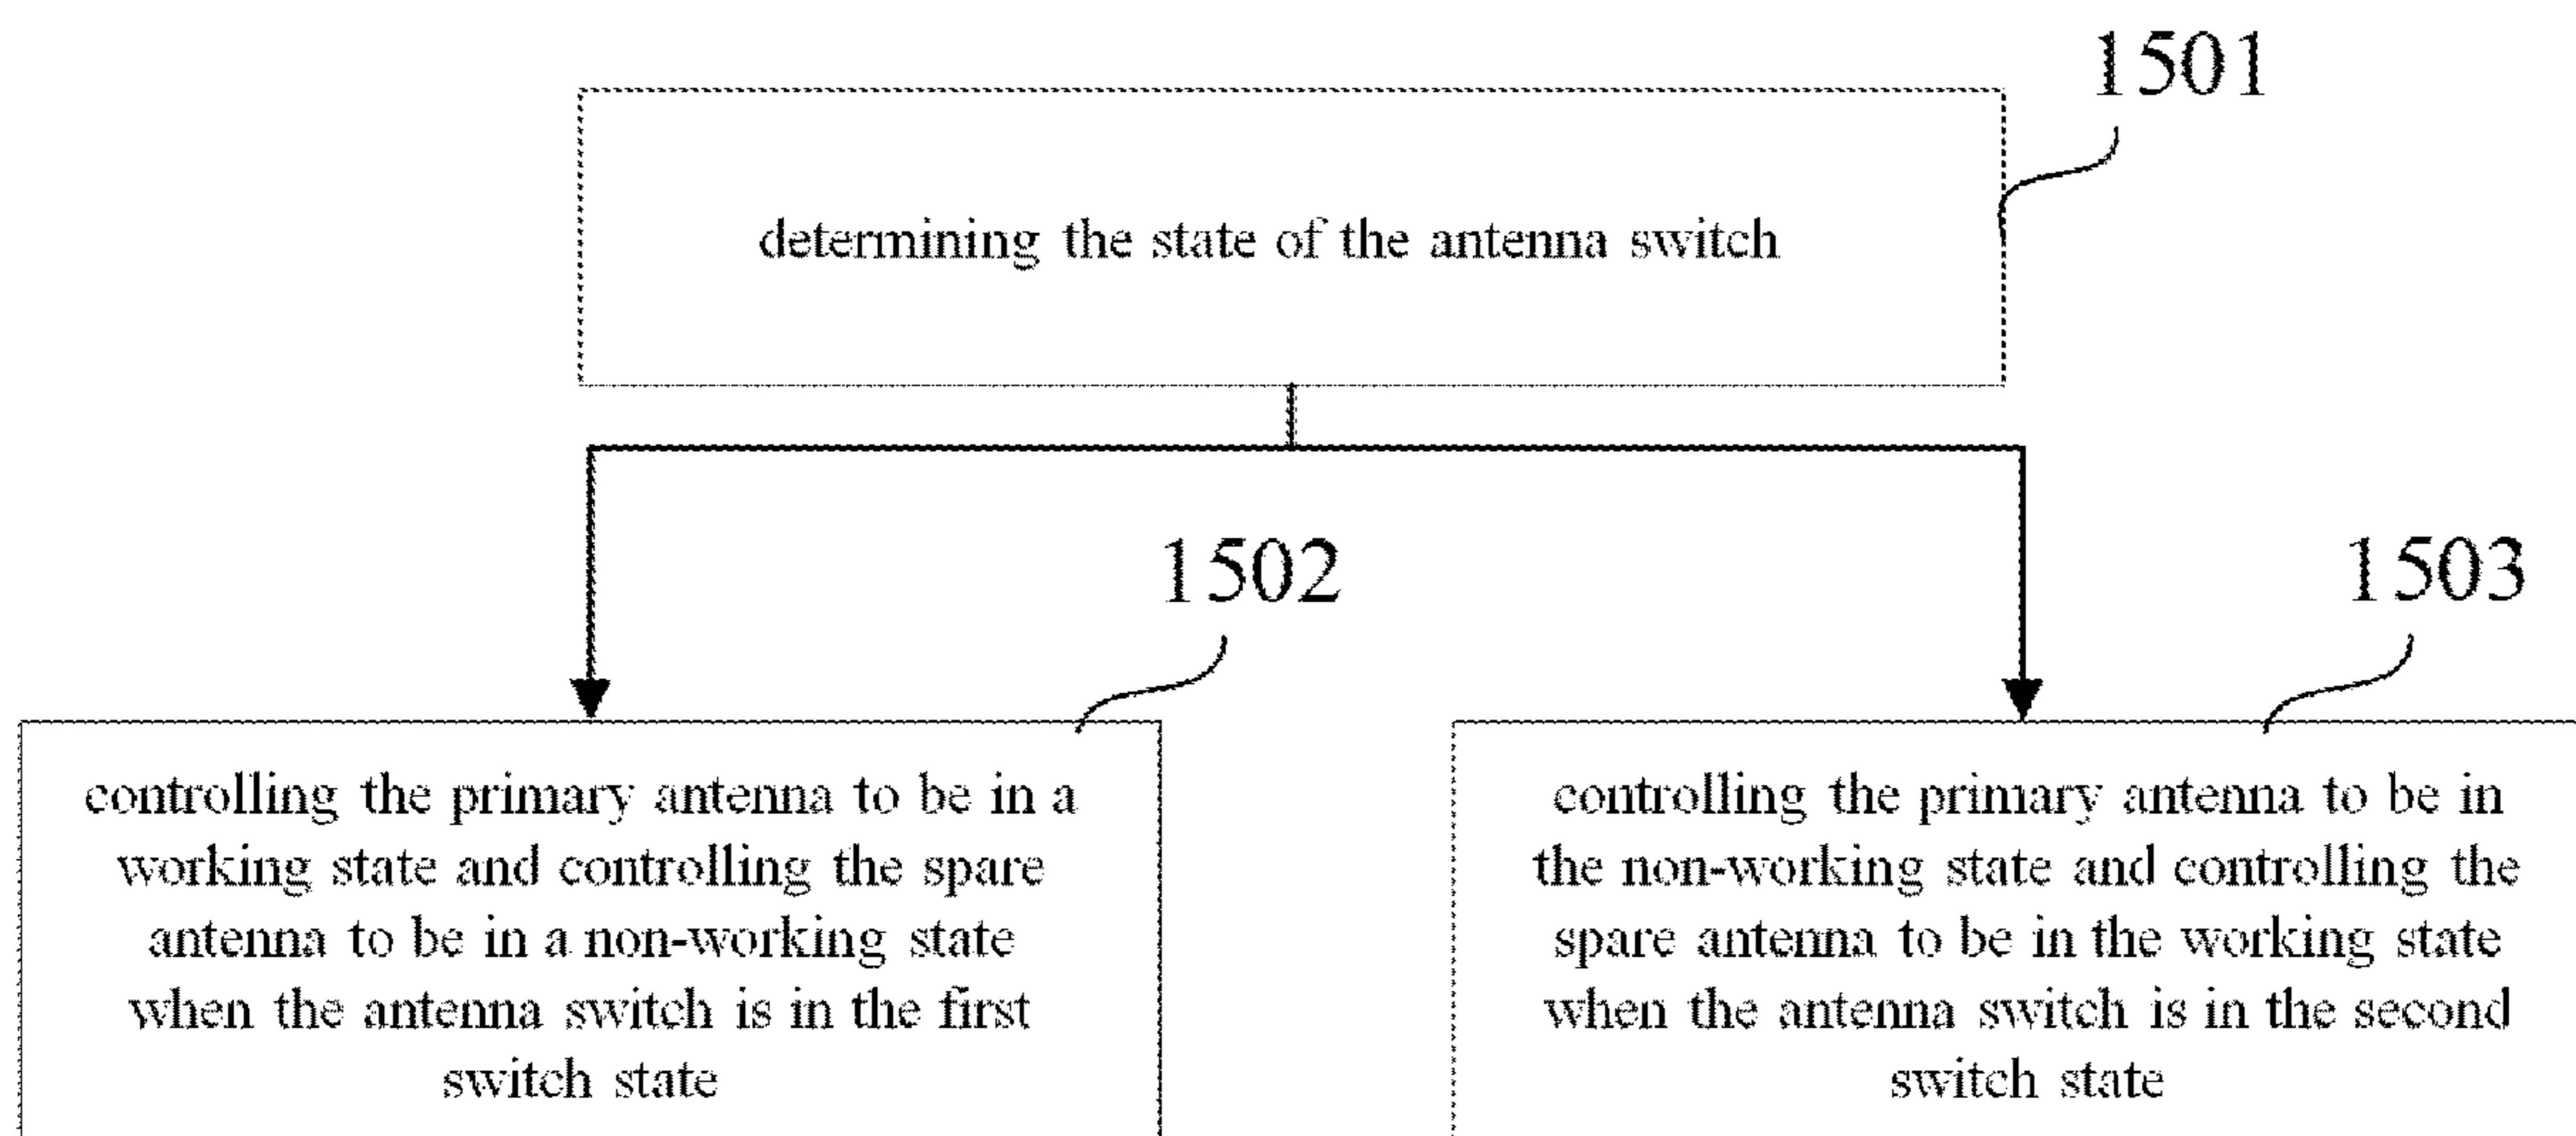 1501
determining the state of the antenna switch
1502
1503
controlling the primary antenna to be in a
working state and controlling the spare
antenna to be in a non-working state
when the antenna switch is in the first
switch state
controlling the primary antenna to be in
the non-working state and controlling the
spare antenna to be in the working state
when the antenna switch is in the second
switch state